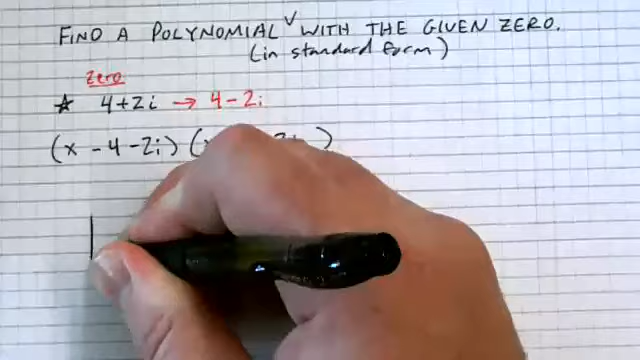 FIND A POLYNOMIAL WITH THE GIVEN ZERO.
(in standard form)
Zero
☆ 4+2i → 4-2i
(x - 4 - 2i)(